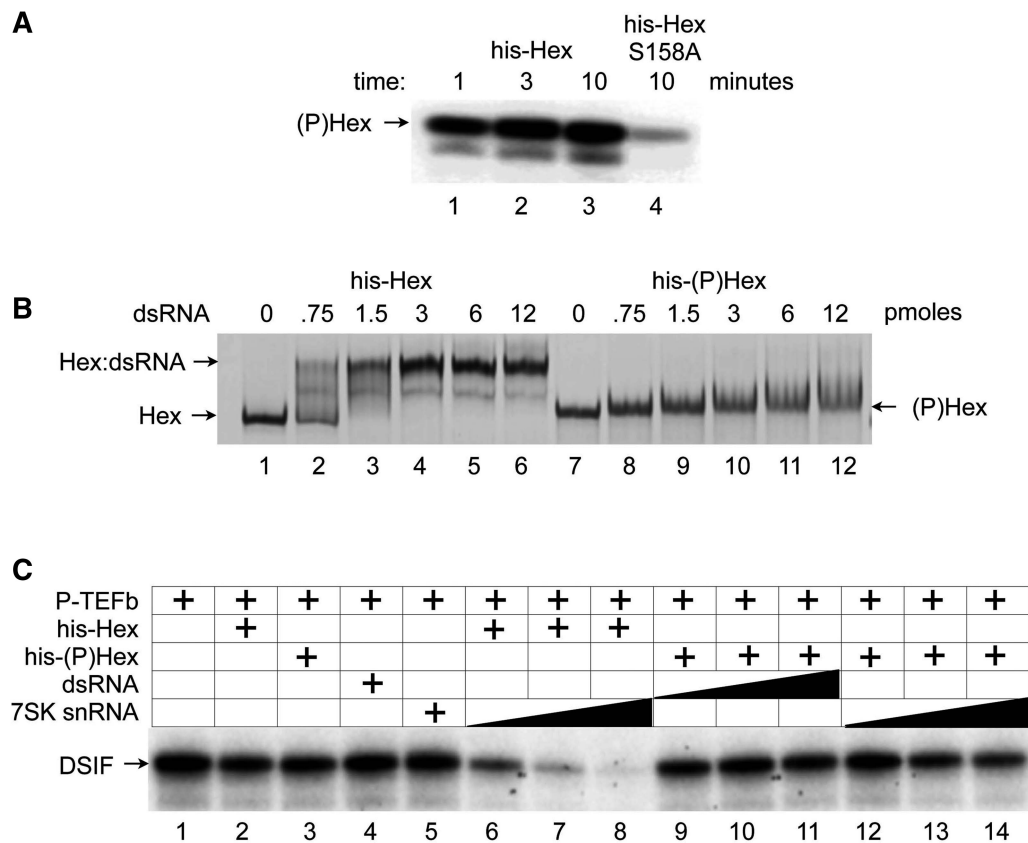 A
his-Hex
his-Hex S158A
time: 1 3 10 10 minutes
(P)Hex →
1 2 3 4
B
his-Hex his-(P)Hex
dsRNA 0 .75 1.5 3 6 12 0 .75 1.5 3 6 12 pmoles
Hex:dsRNA →
Hex → ← (P)Hex
1 2 3 4 5 6 7 8 9 10 11 12
C
P-TEFb + + + + + + + + + + + + + +
his-Hex + + + +
his-(P)Hex + + + + + + +
dsRNA +
7SK snRNA +
DSIF →
1 2 3 4 5 6 7 8 9 10 11 12 13 14